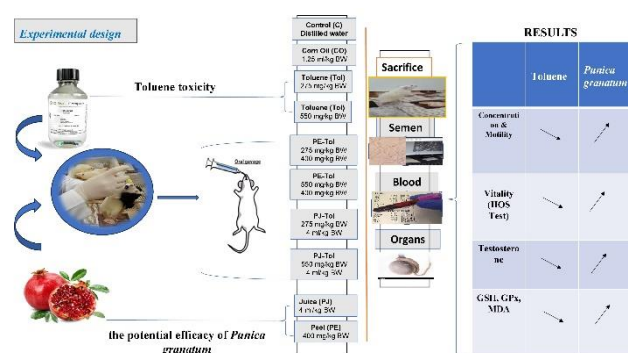 Experimental design
Toluene toxicity
Oral gavage
the potential efficacy of Punica
granatum
Control (C)
Distilled water
Corn Oil (CO)
1,25 ml/kg BW
Toluene (Tol)
275 mg/kg BW
Toluene (Tol)
550 mg/kg BW
PE-Tol
275 mg/kg BW
400 mg/kg BW
PE-Tol
550 mg/kg BW
400 mg/kg BW
PJ-Tol
275 mg/kg BW
4 ml/kg BW
PJ-Tol
550 mg/kg BW
4 ml/kg BW
Juice (PJ)
4 ml/kg BW
Peel (PE)
400 mg/kg BW
Sacrifice
Semen
Blood
Organs
RESULTS
Toluene
Punica
granatum
Concentrati
on &
Motility
Vitality
(HOS
Test)
Testostero
ne
GSH, GPx,
MDA